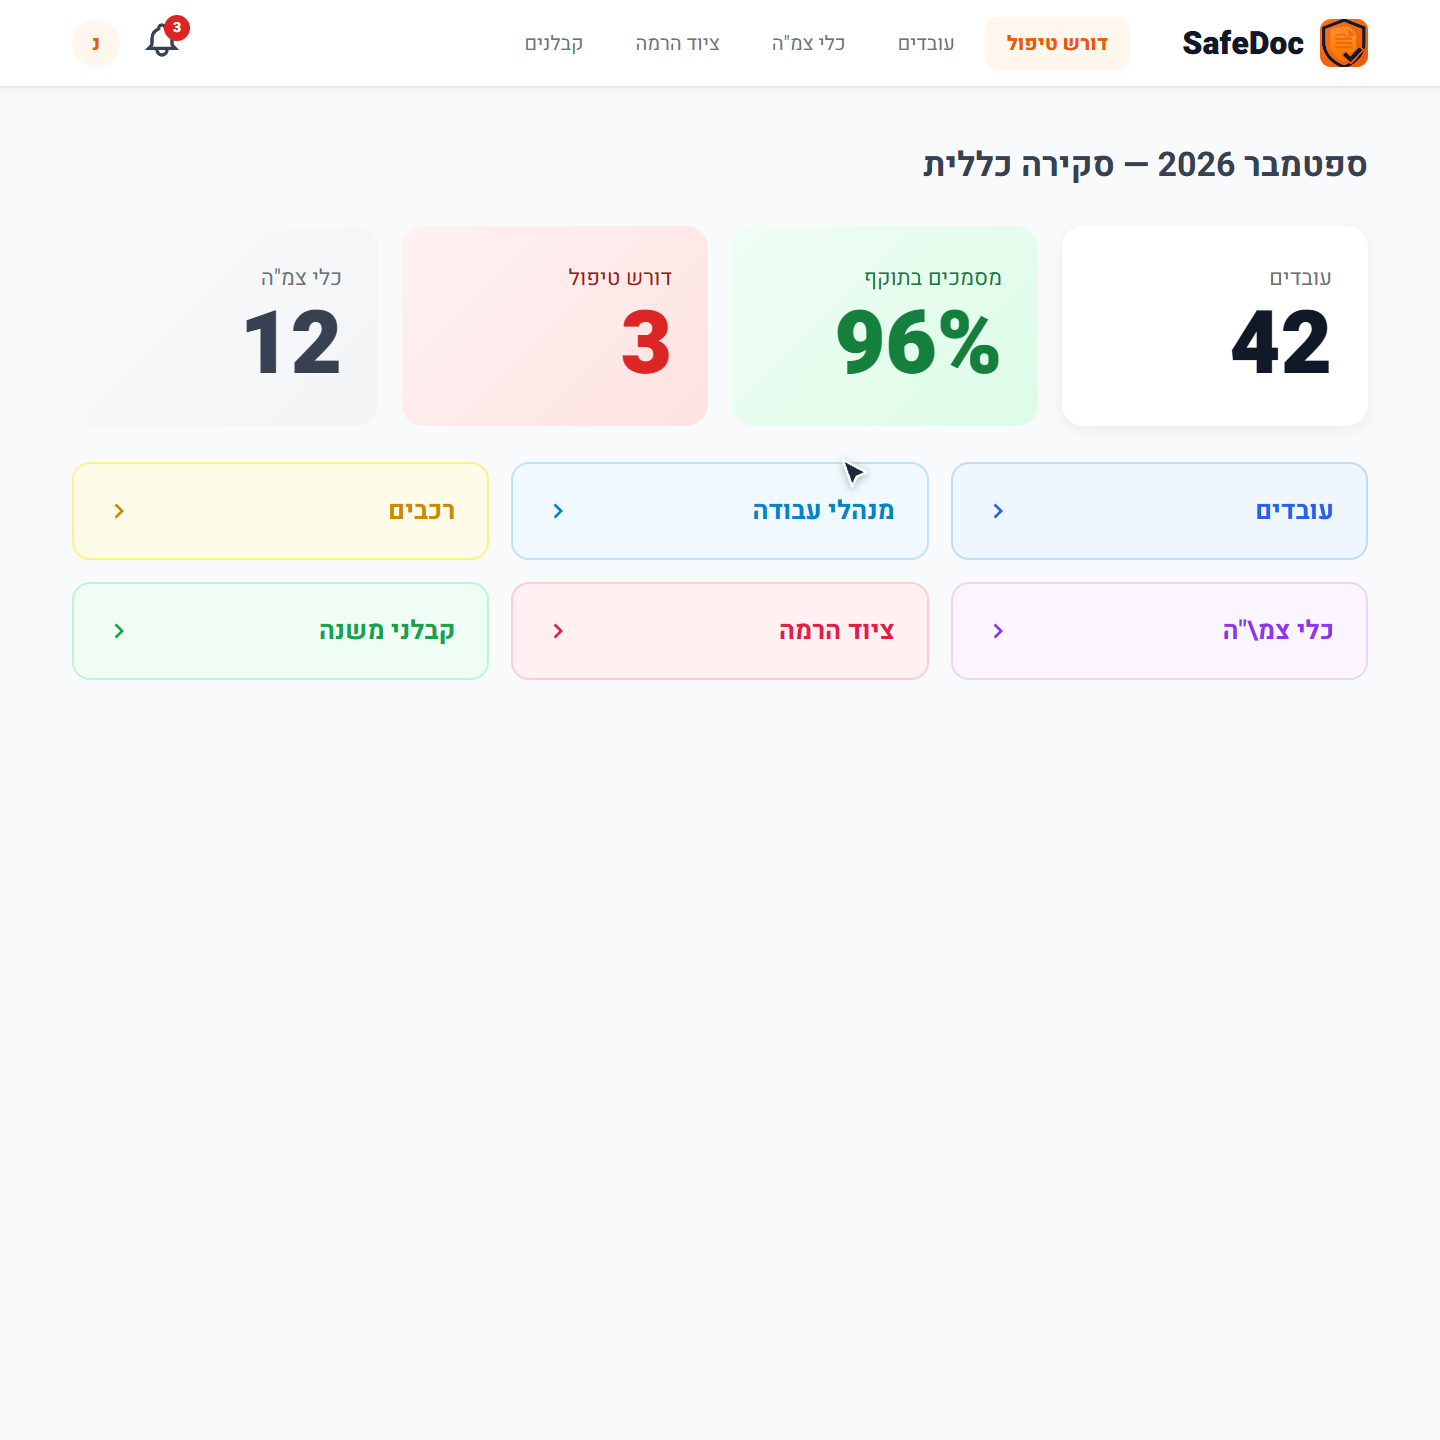 SafeDoc
דורש טיפול
עובדים
כלי צמ"ה
ציוד הרמה
קבלנים
3
נ
ספטמבר 2026 — סקירה כללית
עובדים
42
מסמכים בתוקף
96%
דורש טיפול
3
כלי צמ"ה
12
עובדים
מנהלי עבודה
רכבים
כלי צמ\"ה
ציוד הרמה
קבלני משנה